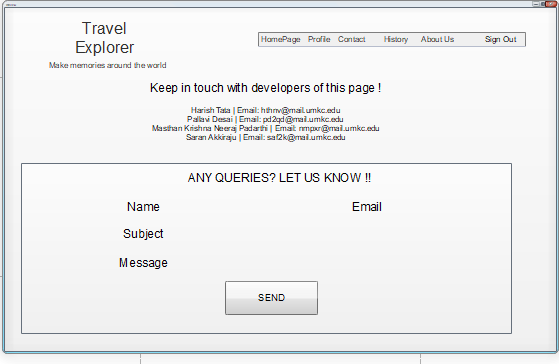 Travel
Explorer
Make memories around the world
HomePage Profile Contact History About Us Sign Out
Keep in touch with developers of this page !
Harish Tata | Email: hthnv@mail.umkc.edu
Pallavi Desai | Email: pd2qd@mail.umkc.edu
Masthan Krishna Neeraj Padarthi | Email: nmpxr@mail.umkc.edu
Saran Akkiraju | Email: saf2k@mail.umkc.edu
ANY QUERIES? LET US KNOW !!
Name Email
Subject
Message
SEND